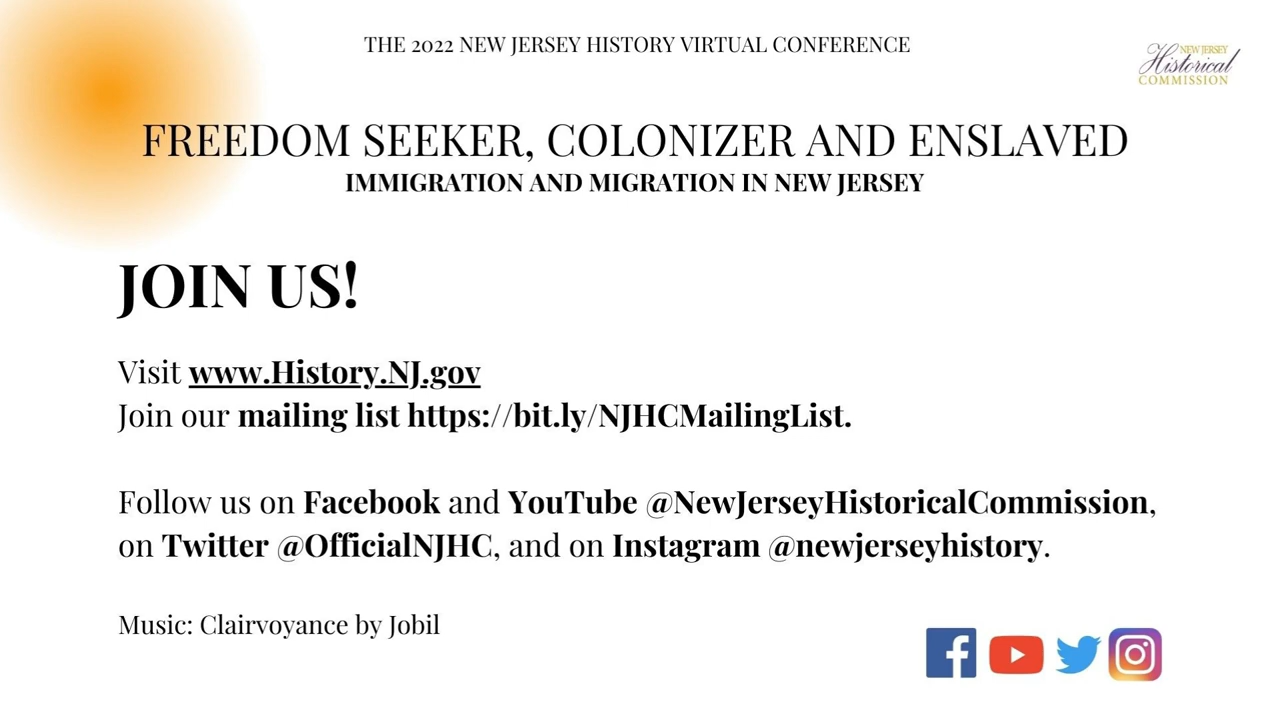 THE 2022 NEW JERSEY HISTORY VIRTUAL CONFERENCE
NEW JERSEY
Historical
COMMISSION
FREEDOM SEEKER, COLONIZER AND ENSLAVED
IMMIGRATION AND MIGRATION IN NEW JERSEY
JOIN US!
Visit www.History.NJ.gov
Join our mailing list https://bit.ly/NJHCMailingList.
Follow us on Facebook and YouTube @NewJerseyHistoricalCommission,
on Twitter @OfficialNJHC, and on Instagram @newjerseyhistory.
Music: Clairvoyance by Jobil